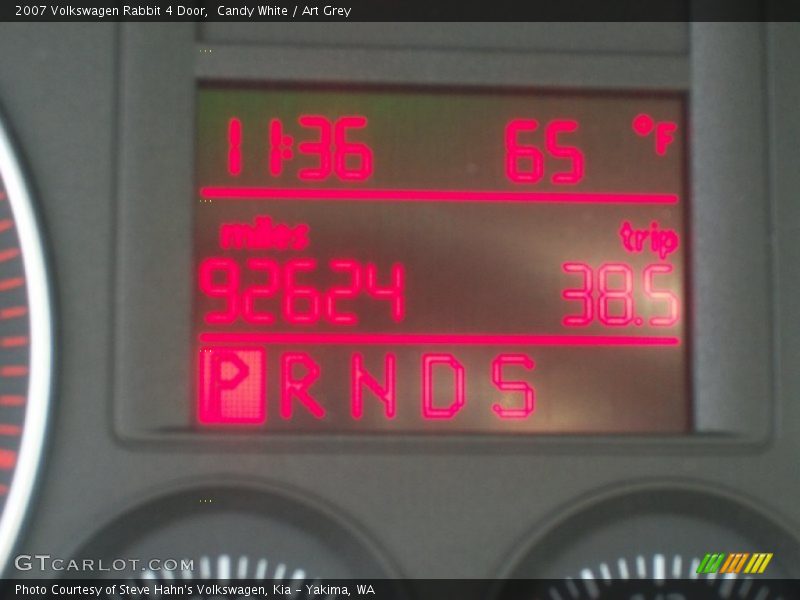 2007 Volkswagen Rabbit 4 Door,  Candy White / Art Grey
11:36 65 °F
miles trip
92624 38.5
P R N D S
GTCARLOT.COM
Photo Courtesy of Steve Hahn's Volkswagen, Kia - Yakima, WA